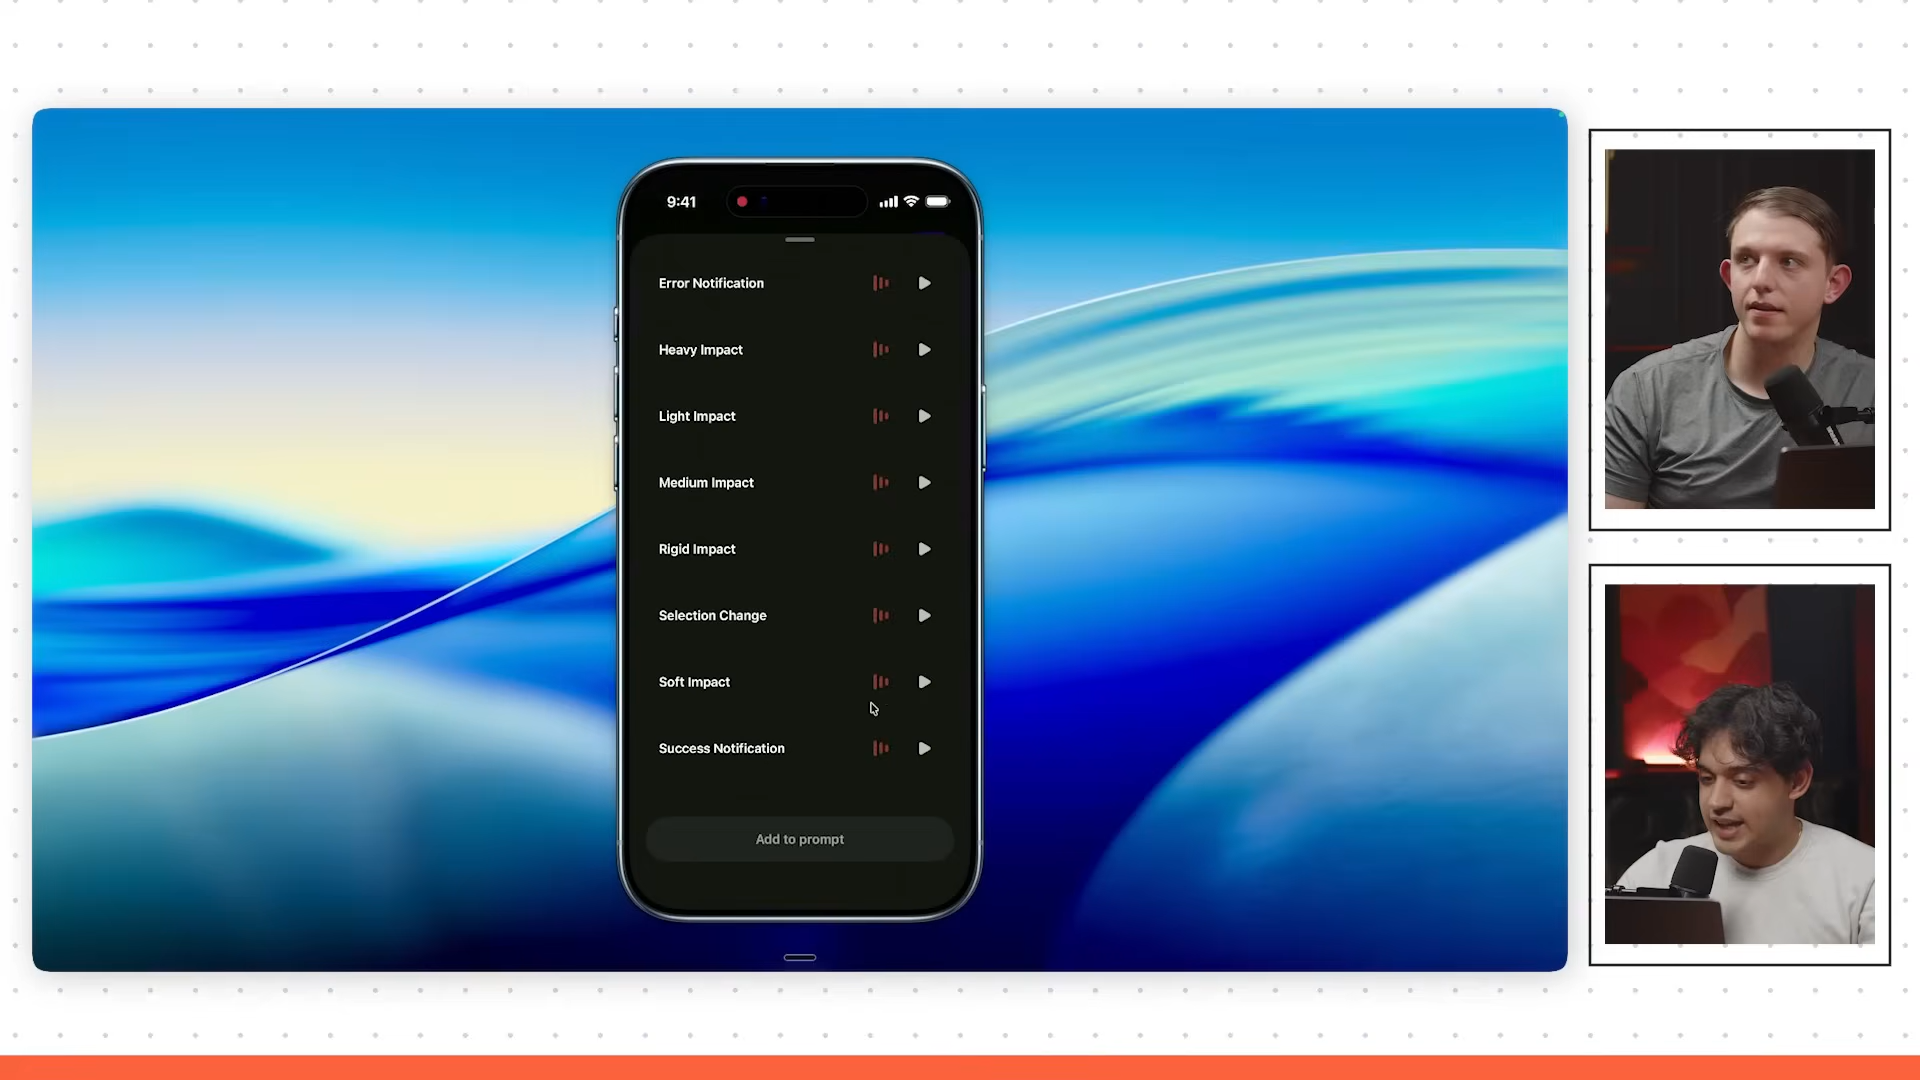 9:41
Error Notification
Heavy Impact
Light Impact
Medium Impact
Rigid Impact
Selection Change
Soft Impact
Success Notification
Add to prompt